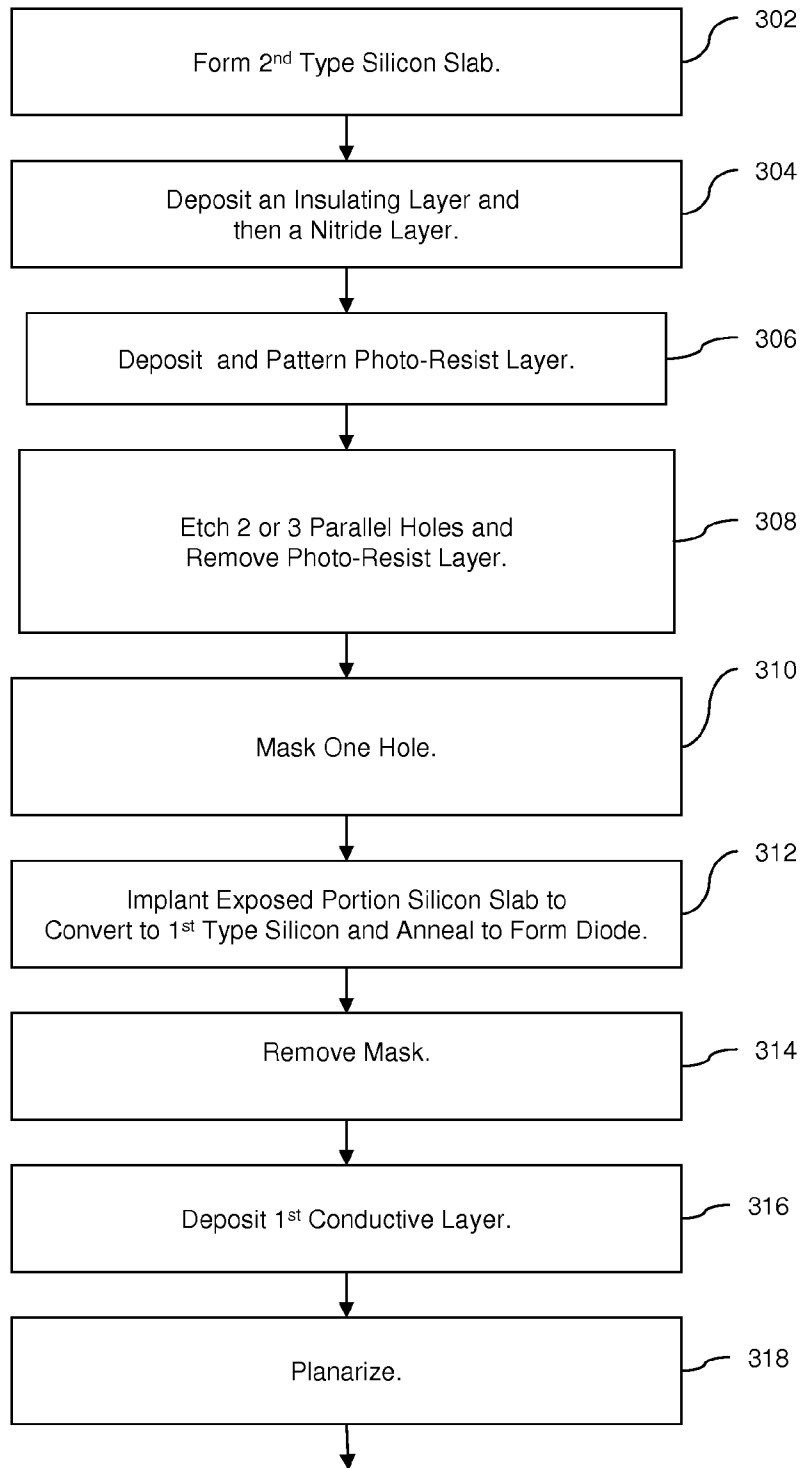 302
Form 2nd Type Silicon Slab.
304
Deposit an Insulating Layer and
then a Nitride Layer.
306
Deposit and Pattern Photo-Resist Layer.
308
Etch 2 or 3 Parallel Holes and
Remove Photo-Resist Layer.
310
Mask One Hole.
312
Implant Exposed Portion Silicon Slab to
Convert to 1st Type Silicon and Anneal to Form Diode.
Remove Mask.
314
Deposit 1st Conductive Layer.
316
Planarize.
318